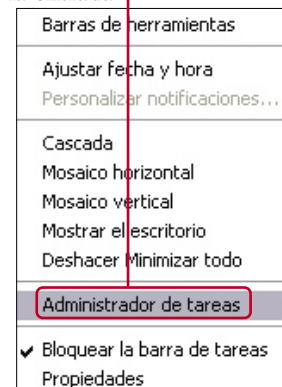 Barras de herramientas
Ajustar fecha y hora
Personalizar notificaciones...
Cascada
Mosaico horizontal
Mosaico vertical
Mostrar el escritorio
Deshacer Minimizar todo
Administrador de tareas
Bloquear la barra de tareas
Propiedades